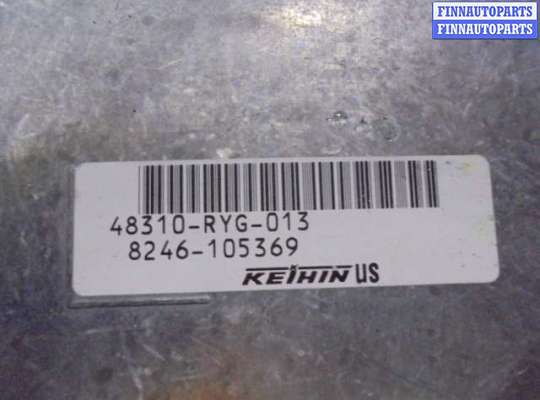 FINNAUTOPARTS
FINNAUTOPARTS
48310-RYG-013
8246-105369
KEIHIN US